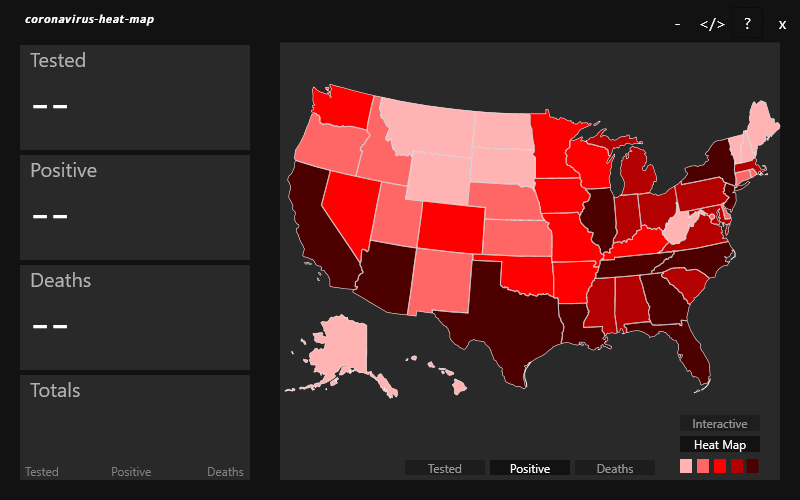 coronavirus-heat-map
- </> ? x
Tested
--
Positive
--
Deaths
--
Totals
Tested Positive Deaths
Interactive
Heat Map
Tested Positive Deaths